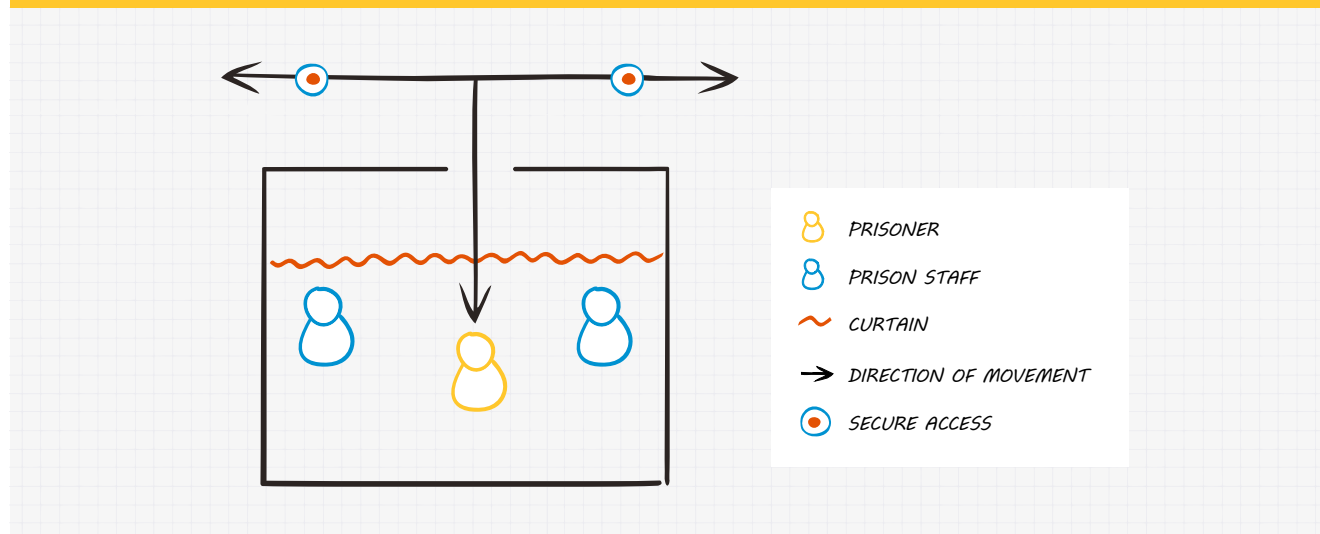 PRISONER
PRISON STAFF
CURTAIN
DIRECTION OF MOVEMENT
SECURE ACCESS